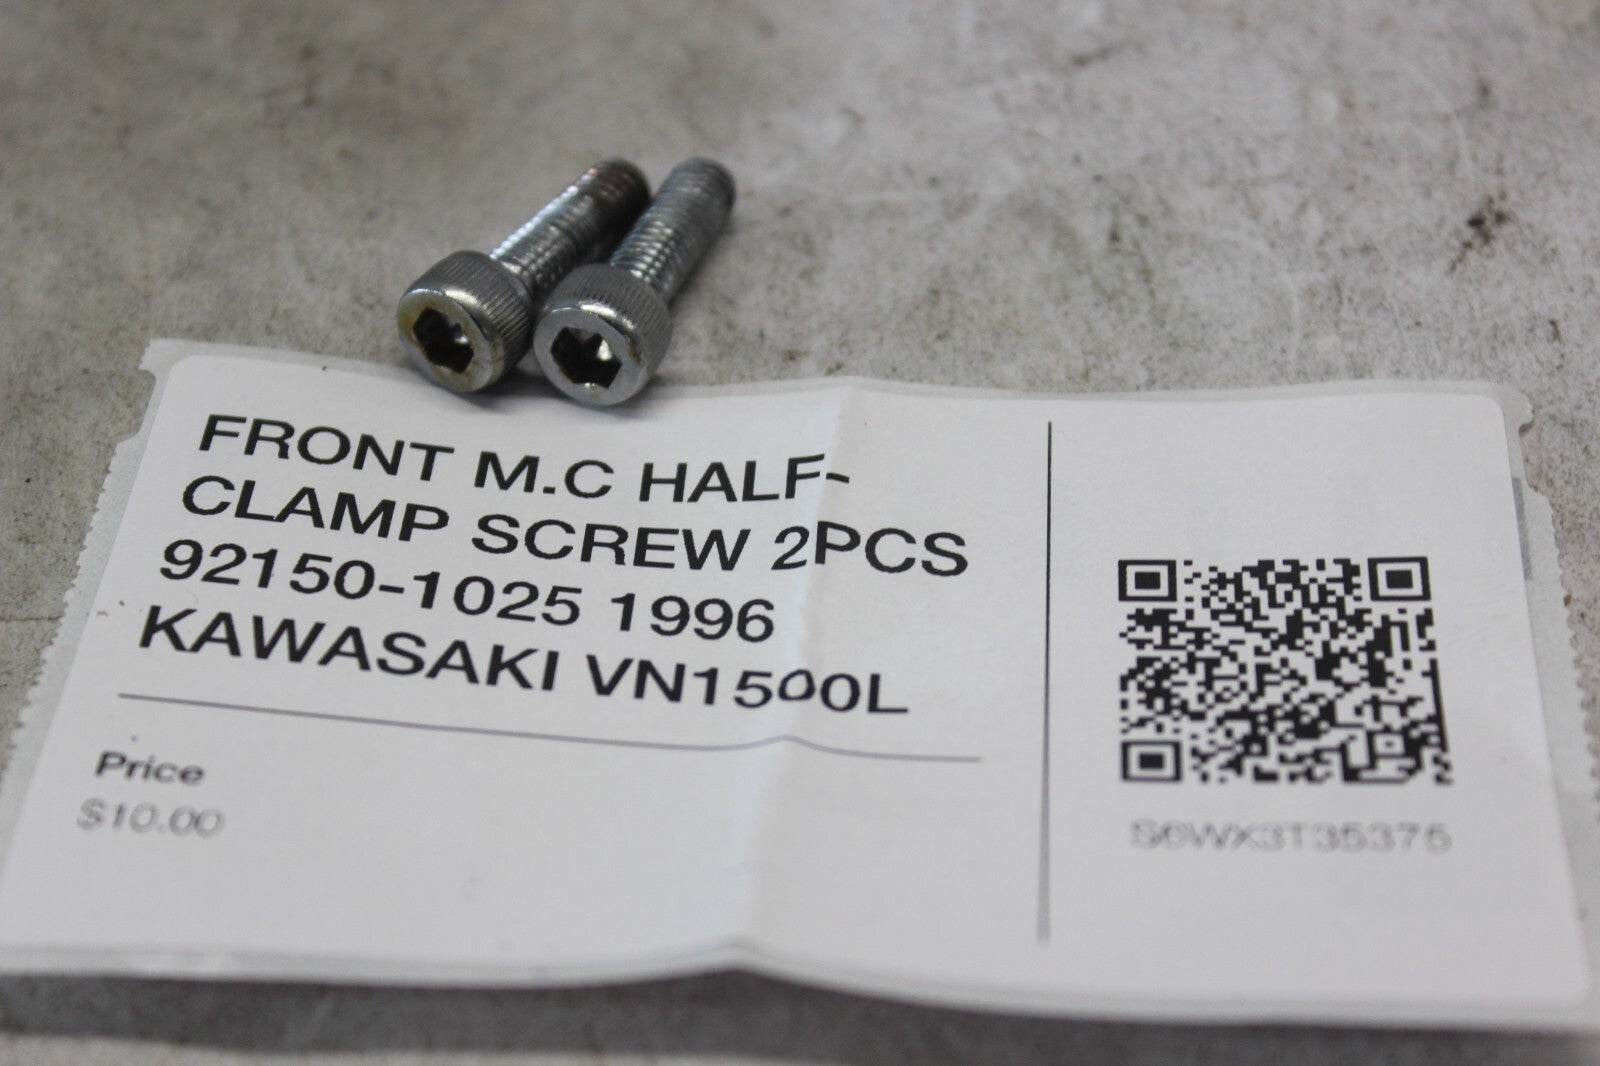 FRONT M.C HALF-
CLAMP SCREW 2PCS
92150-1025 1996
KAWASAKI VN1500L
Price
$10.00
S6WX3T35375